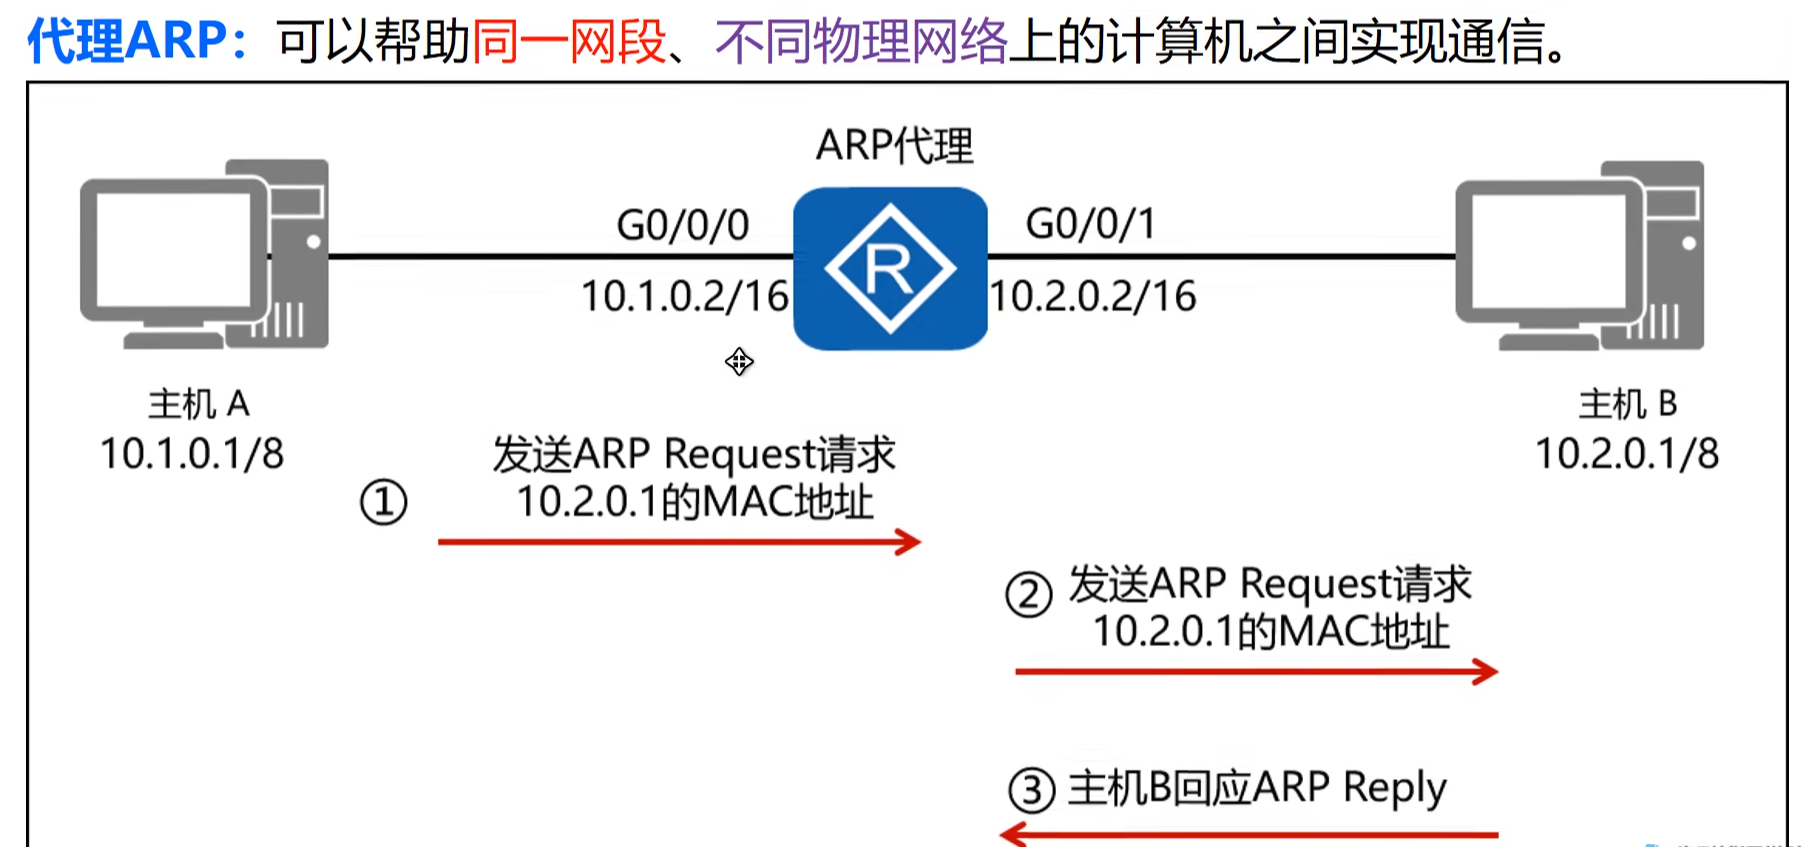 代理ARP：可以帮助同一网段、不同物理网络上的计算机之间实现通信。
ARP代理
G0/0/0
G0/0/1
R
10.1.0.2/16
10.2.0.2/16
主机 A
10.1.0.1/8
主机 B
10.2.0.1/8
① 发送ARP Request请求
10.2.0.1的MAC地址
② 发送ARP Request请求
10.2.0.1的MAC地址
③ 主机B回应ARP Reply